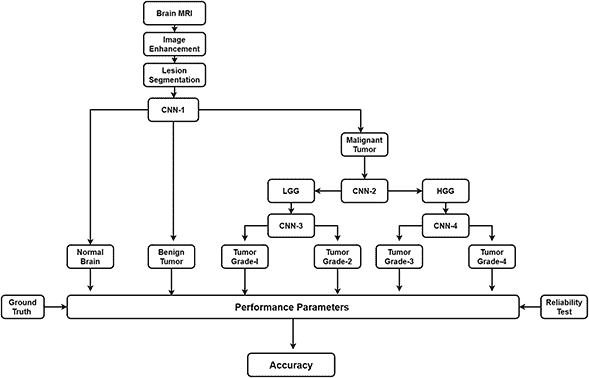 Brain MRI
Image
Enhancement
Lesion
Segmentation
CNN-1
Malignant
Tumor
LGG
CNN-2
HGG
CNN-3
CNN-4
Normal
Brain
Benign
Tumor
Tumor
Grade-I
Tumor
Grade-2
Tumor
Grade-3
Tumor
Grade-4
Ground
Truth
Performance Parameters
Reliability
Test
Accuracy